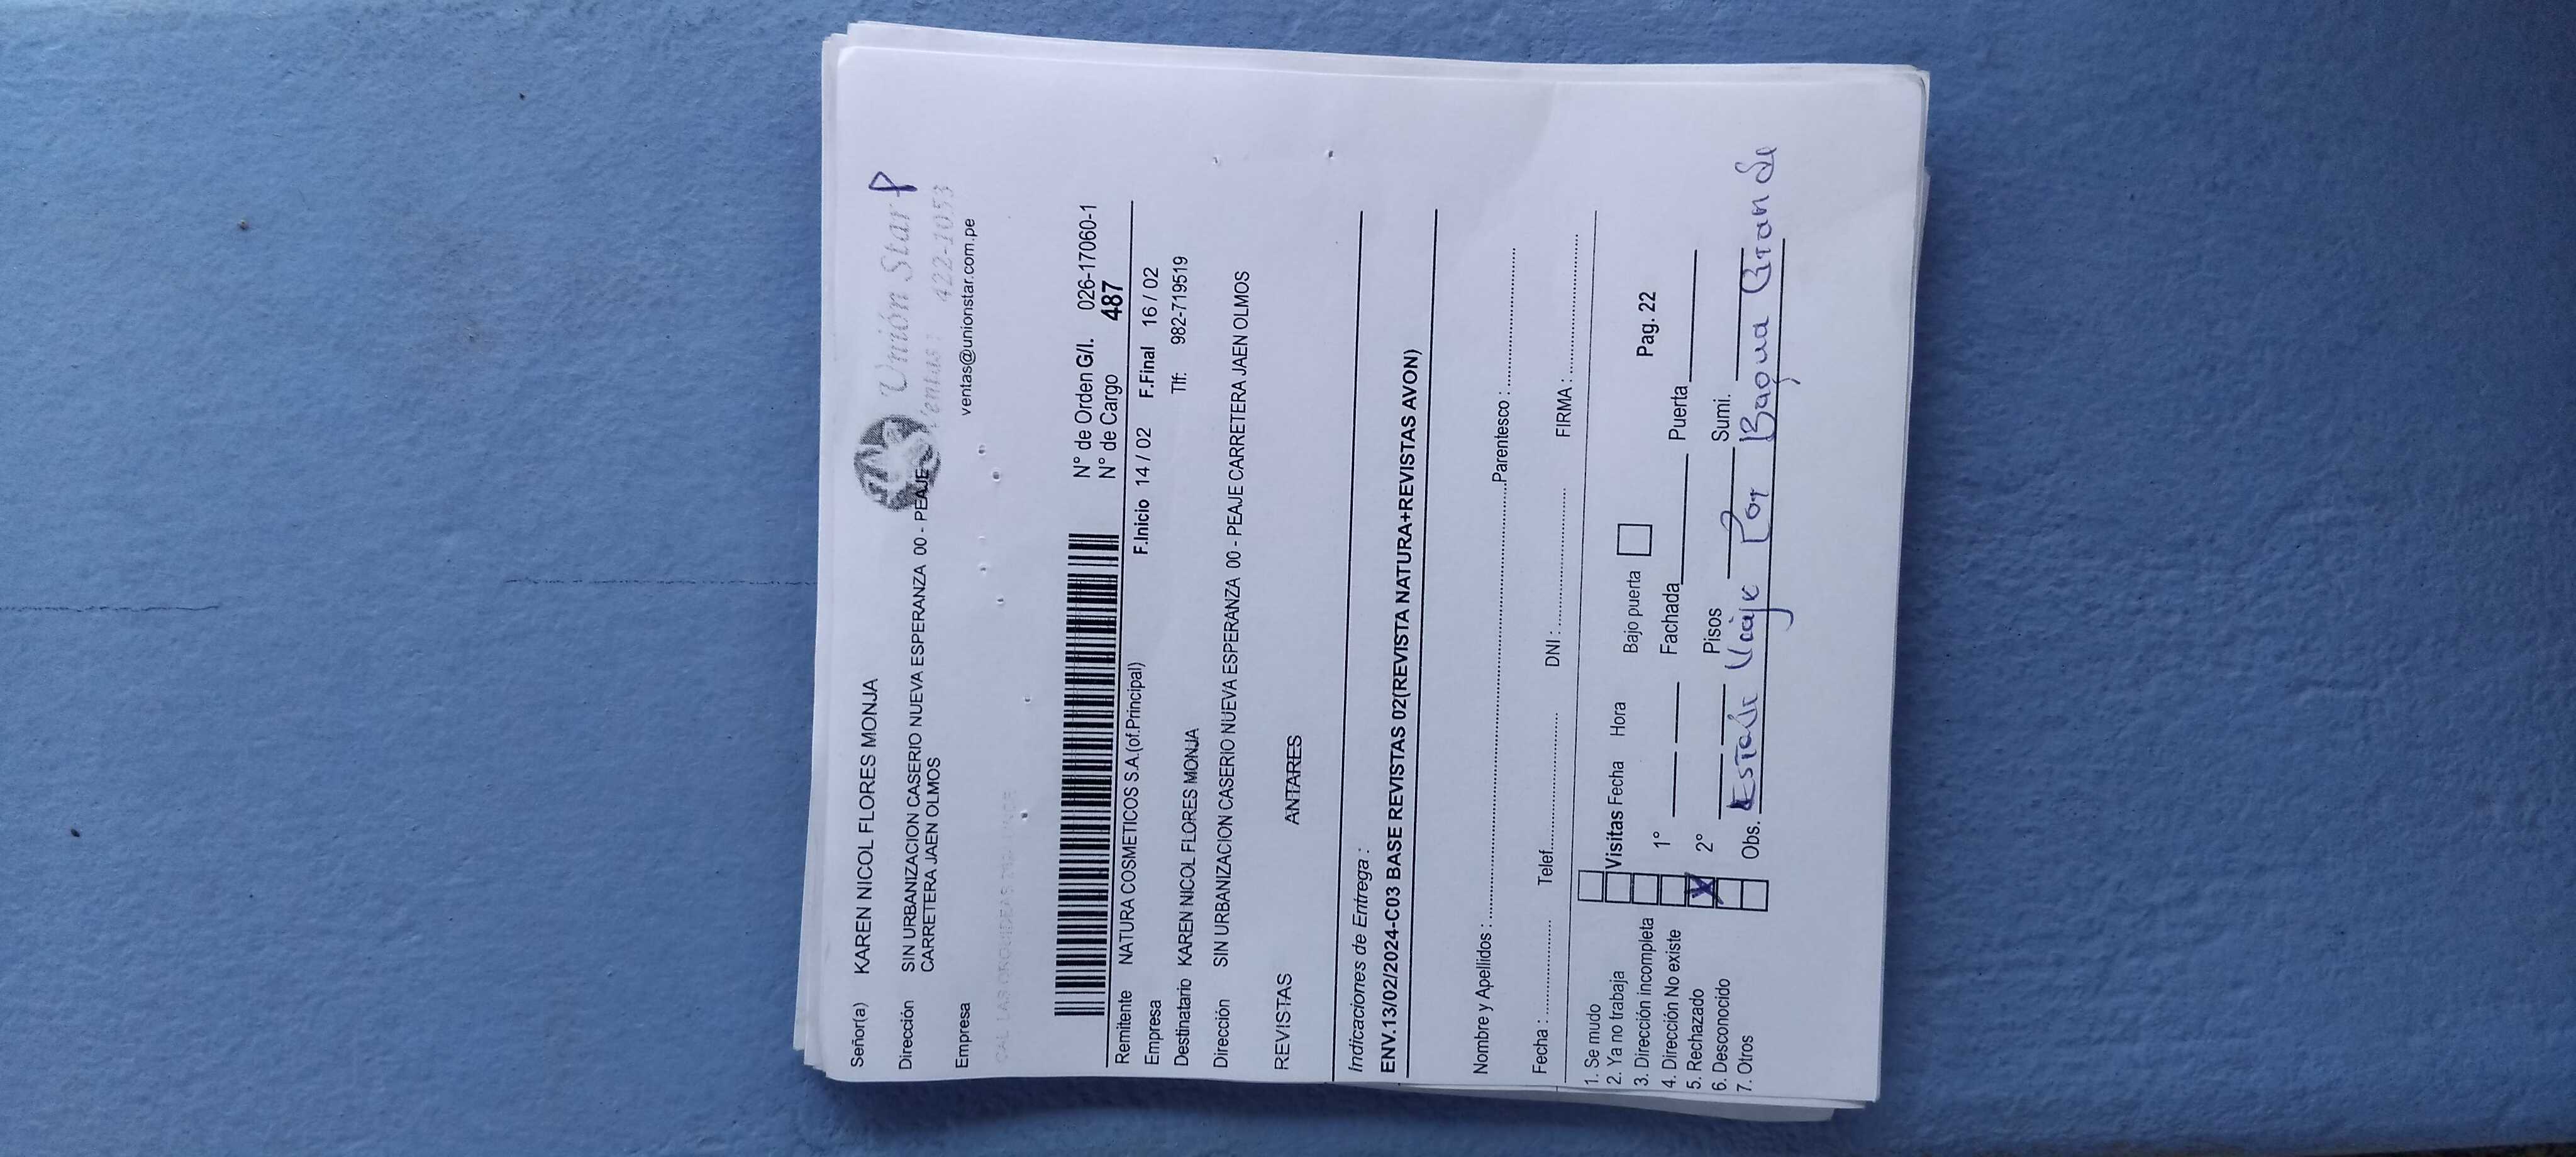 Señor(a) KAREN NICOL FLORES MONJA
Unión Star P
Dirección SIN URBANIZACION CASERIO NUEVA ESPERANZA 00 - PEAJE
CARRETERA JAEN OLMOS
Ventas: 422-1053
Empresa
ventas@unionstar.com.pe
N° de Orden G/I. 026-17060-1
N° de Cargo 487
Remitente NATURA COSMETICOS S.A.(of.Principal)
F.Inicio 14 / 02 F.Final 16 / 02
Empresa
Destinatario KAREN NICOL FLORES MONJA
Tlf: 982-719519
Dirección SIN URBANIZACION CASERIO NUEVA ESPERANZA 00 - PEAJE CARRETERA JAEN OLMOS
REVISTAS ANTARES
Indicaciones de Entrega :
ENV.13/02/2024-C03 BASE REVISTAS 02(REVISTA NATURA+REVISTAS AVON)
Nombre y Apellidos : Parentesco :
Fecha : Telef. DNI : FIRMA :
1. Se mudo
2. Ya no trabaja Visitas Fecha Hora Bajo puerta Pag. 22
3. Dirección incompleta
4. Dirección No existe 1° Fachada Puerta
5. Rechazado X 2° Pisos Sumi.
6. Desconocido
7. Otros Obs. Esta de Viaje Por Bagua Grande